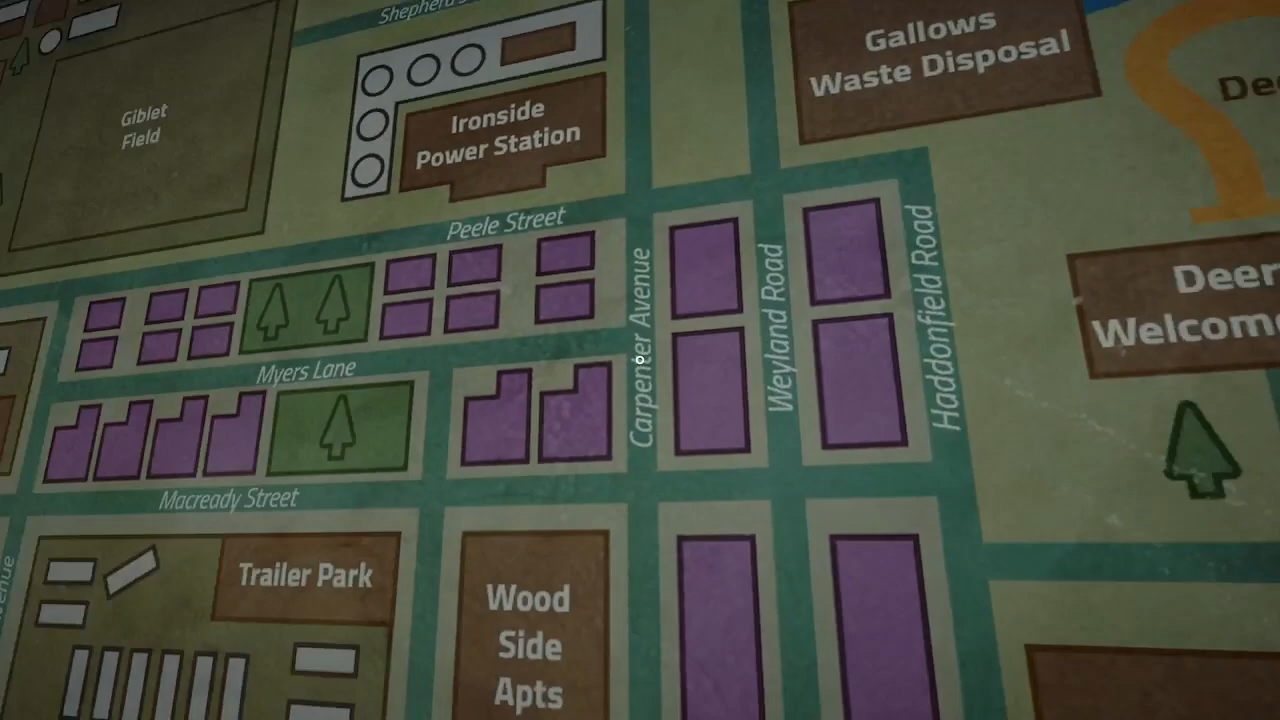 Gallows
Waste Disposal
Giblet
Field
Ironside
Power Station
Peele Street
Carpenter Avenue
Weyland Road
Haddonfield Road
Myers Lane
Macready Street
Trailer Park
Wood
Side
Apts